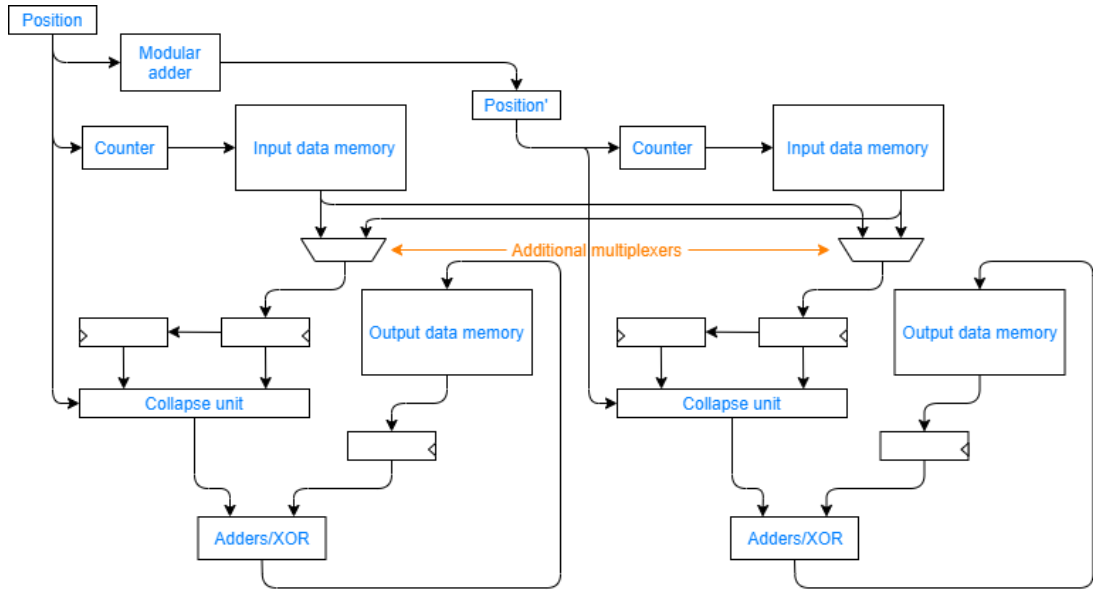 Position
Modular
adder
Position'
Counter
Input data memory
Counter
Input data memory
Additional multiplexers
Output data memory
Output data memory
Collapse unit
Collapse unit
Adders/XOR
Adders/XOR